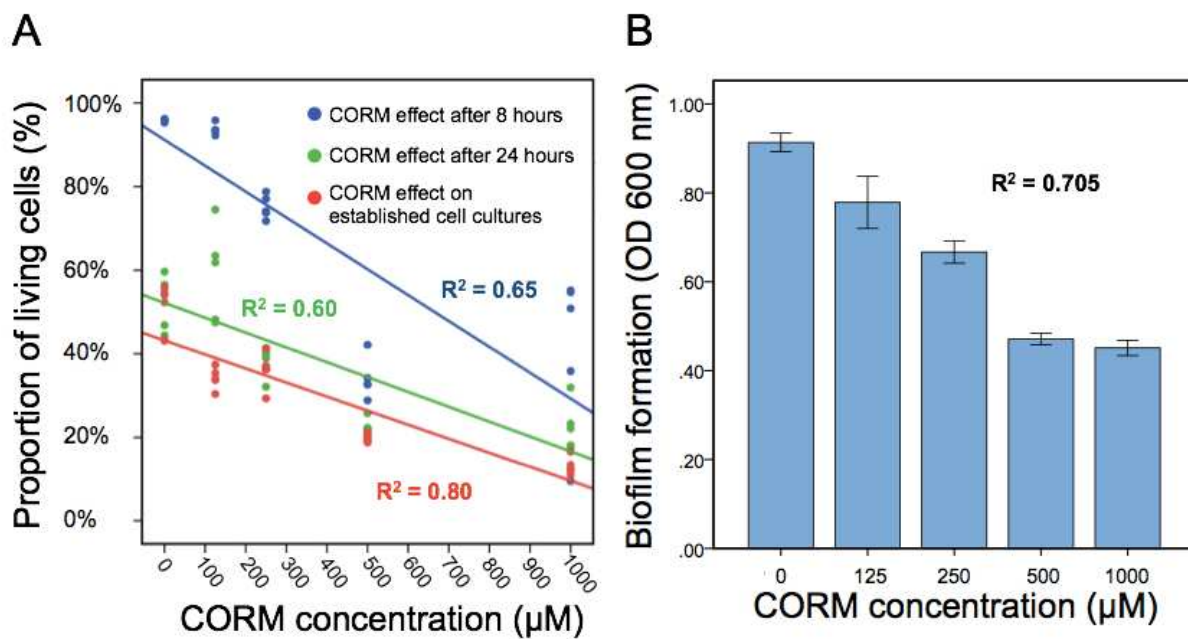 A
Proportion of living cells (%)
100%
80%
60%
40%
20%
0%
CORM effect after 8 hours
CORM effect after 24 hours
CORM effect on
established cell cultures
R² = 0.60
R² = 0.65
R² = 0.80
0
100
200
300
400
500
600
700
800
900
1000
CORM concentration (µM)
B
Biofilm formation (OD 600 nm)
1.00
.80
.60
.40
.20
.00
R² = 0.705
0
125
250
500
1000
CORM concentration (µM)